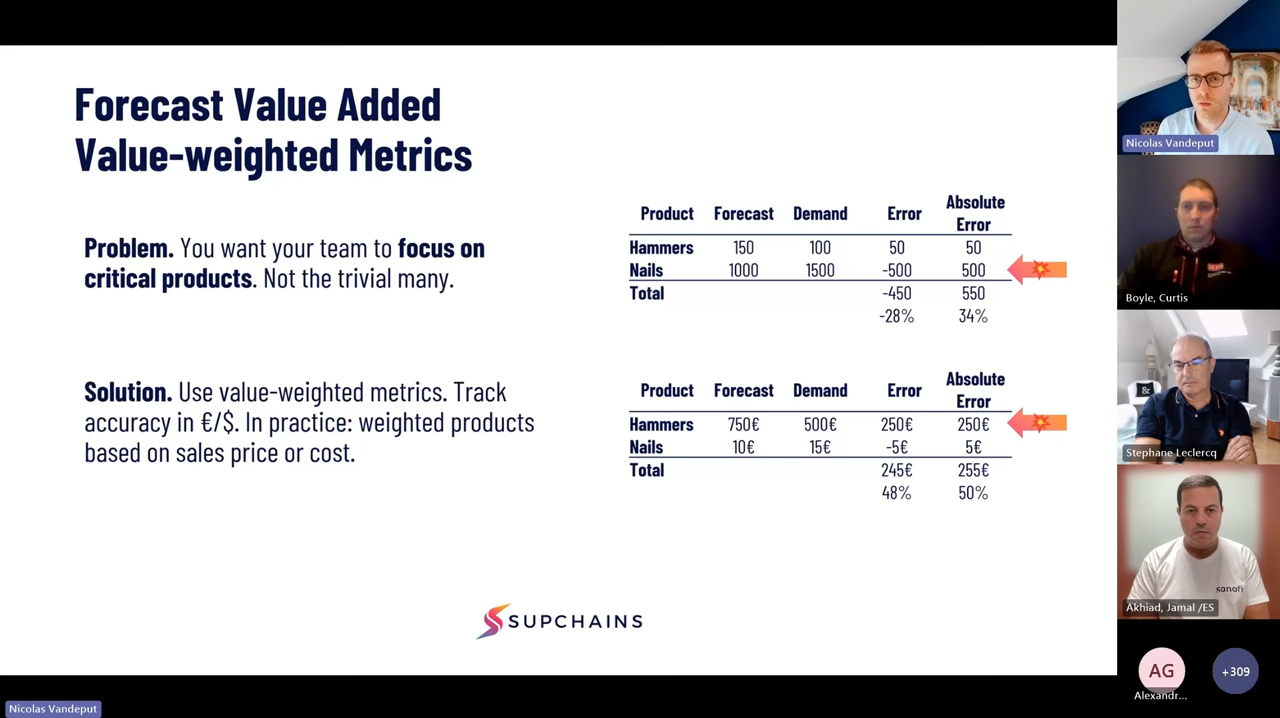 Forecast Value Added
Value-weighted Metrics
Problem. You want your team to focus on
critical products. Not the trivial many.
Solution. Use value-weighted metrics. Track
accuracy in €/$. In practice: weighted products
based on sales price or cost.
Product Forecast Demand Error Absolute Error
Hammers 150 100 50 50
Nails 1000 1500 -500 500
Total -450 550
-28% 34%
Product Forecast Demand Error Absolute Error
Hammers 750€ 500€ 250€ 250€
Nails 10€ 15€ -5€ 5€
Total 245€ 255€
48% 50%
SUPCHAINS
Nicolas Vandeput
Nicolas Vandeput
Boyle, Curtis
Stephane Leclercq
&
sanofi
Akhiad, Jamal /ES
AG
Alexandr...
+309